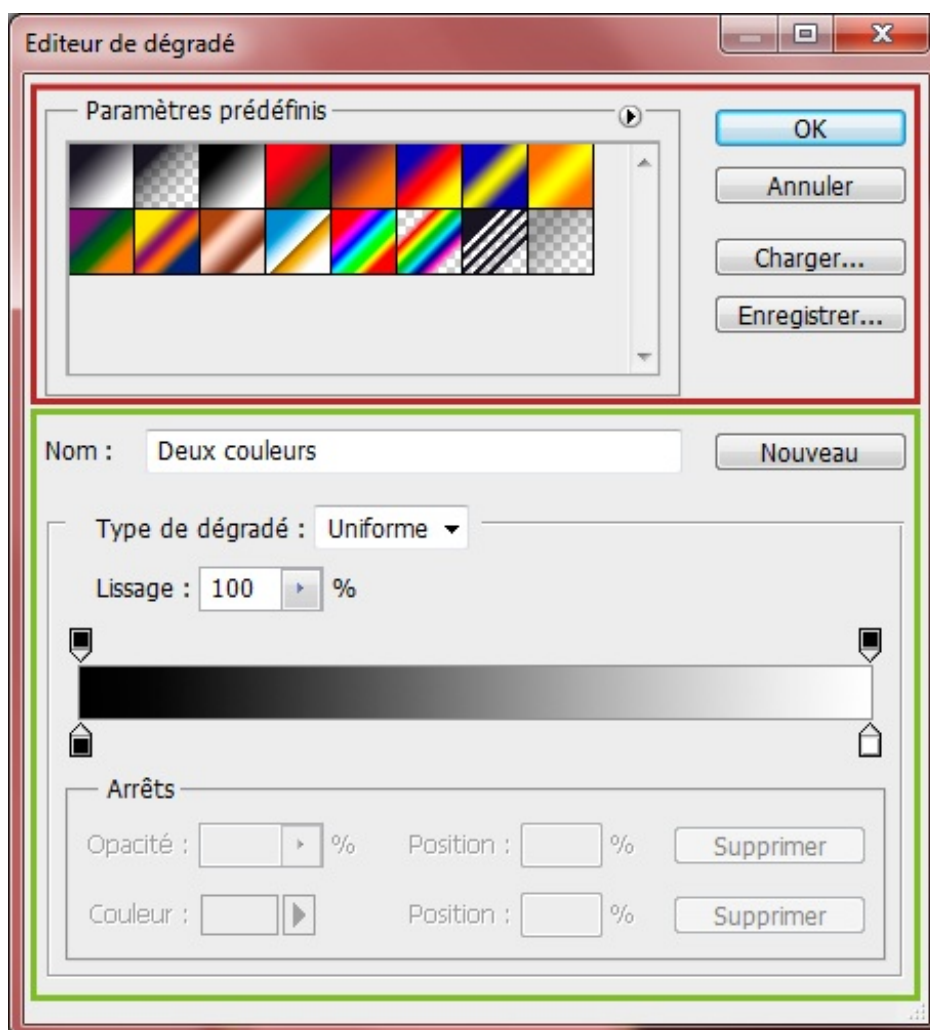 Editeur de dégradé
Paramètres prédéfinis
OK
Annuler
Charger...
Enregistrer...
Nom : Deux couleurs Nouveau
Type de dégradé : Uniforme
Lissage : 100 %
Arrêts
Opacité : % Position : % Supprimer
Couleur : Position : % Supprimer